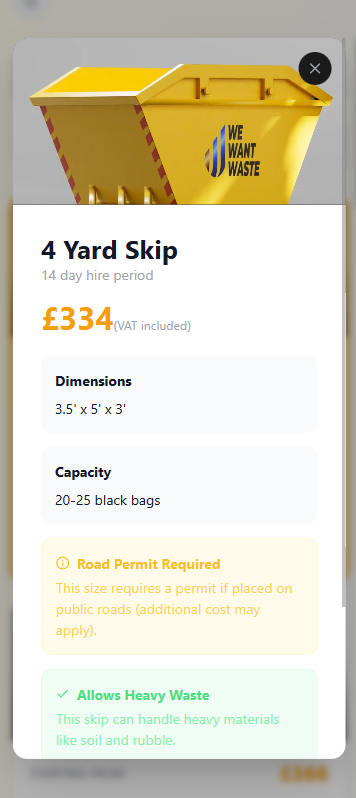 WE
WANT
WASTE
4 Yard Skip
14 day hire period
£334(VAT included)
Dimensions
3.5' x 5' x 3'
Capacity
20-25 black bags
Road Permit Required
This size requires a permit if placed on
public roads (additional cost may
apply).
Allows Heavy Waste
This skip can handle heavy materials
like soil and rubble.